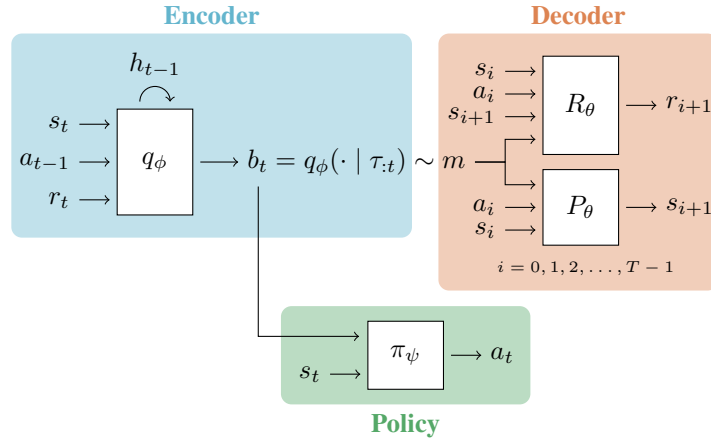 Encoder
h_{t−1}
s_t
a_{t−1}
r_t
q_ϕ
b_t = q_ϕ(· | τ_{:t}) ∼ m
Decoder
s_i
a_i
s_{i+1}
R_θ
r_{i+1}
a_i
s_i
P_θ
s_{i+1}
i = 0, 1, 2, . . . , T − 1
s_t
π_ψ
a_t
Policy